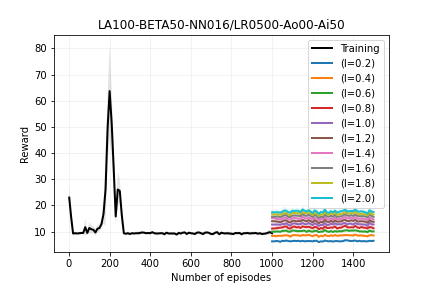 LA100-BETA50-NN016/LR0500-Ao00-Ai50
Reward
80
70
60
50
40
30
20
10
0
200
400
600
800
1000
1200
1400
Number of episodes
Training
(l=0.2)
(l=0.4)
(l=0.6)
(l=0.8)
(l=1.0)
(l=1.2)
(l=1.4)
(l=1.6)
(l=1.8)
(l=2.0)